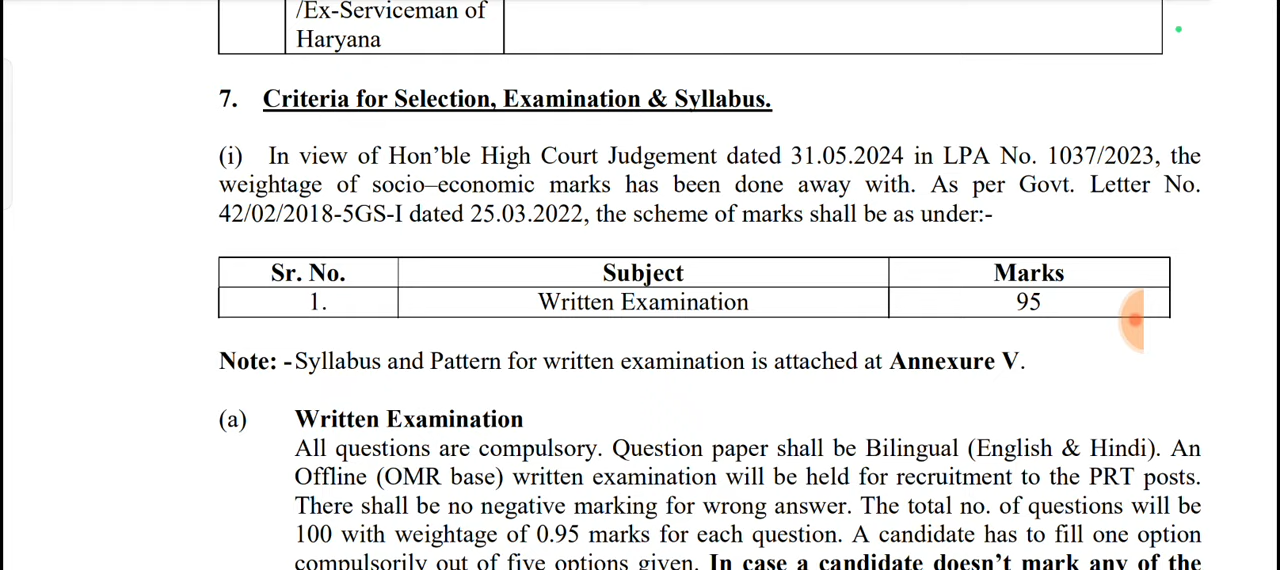 /Ex-Serviceman of
Haryana
7. Criteria for Selection, Examination & Syllabus.
(i) In view of Hon’ble High Court Judgement dated 31.05.2024 in LPA No. 1037/2023, the
weightage of socio–economic marks has been done away with. As per Govt. Letter No.
42/02/2018-5GS-I dated 25.03.2022, the scheme of marks shall be as under:-
Sr. No. Subject Marks
1. Written Examination 95
Note: -Syllabus and Pattern for written examination is attached at Annexure V.
(a) Written Examination
All questions are compulsory. Question paper shall be Bilingual (English & Hindi). An
Offline (OMR base) written examination will be held for recruitment to the PRT posts.
There shall be no negative marking for wrong answer. The total no. of questions will be
100 with weightage of 0.95 marks for each question. A candidate has to fill one option
compulsorily out of five options given. In case a candidate doesn’t mark any of the